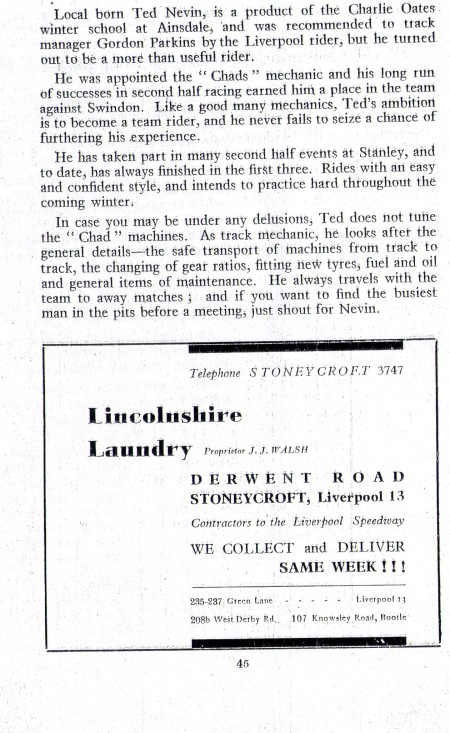 Local born Ted Nevin, is a product of the Charlie Oates
winter school at Ainsdale, and was recommended to track
manager Gordon Parkins by the Liverpool rider, but he turned
out to be a more than useful rider.
He was appointed the “ Chads ” mechanic and his long run
of successes in second half racing earned him a place in the team
against Swindon. Like a good many mechanics, Ted's ambition
is to become a team rider, and he never fails to seize a chance of
furthering his experience.
He has taken part in many second half events at Stanley, and
to date, has always finished in the first three. Rides with an easy
and confident style, and intends to practice hard throughout the
coming winter.
In case you may be under any delusions, Ted does not tune
the “ Chad ” machines. As track mechanic, he looks after the
general details—the safe transport of machines from track to
track, the changing of gear ratios, fitting new tyres, fuel and oil
and general items of maintenance. He always travels with the
team to away matches ; and if you want to find the busiest
man in the pits before a meeting, just shout for Nevin.
Telephone STONEYCROFT 3747
Lincolnshire
Laundry Proprietor J. J. WALSH
DERWENT ROAD
STONEYCROFT, Liverpool 13
Contractors to the Liverpool Speedway
WE COLLECT and DELIVER
SAME WEEK ! ! !
235-237 Green Lane - - - - - Liverpool 13
208b West Derby Rd., 107 Knowsley Road, Bootle
45